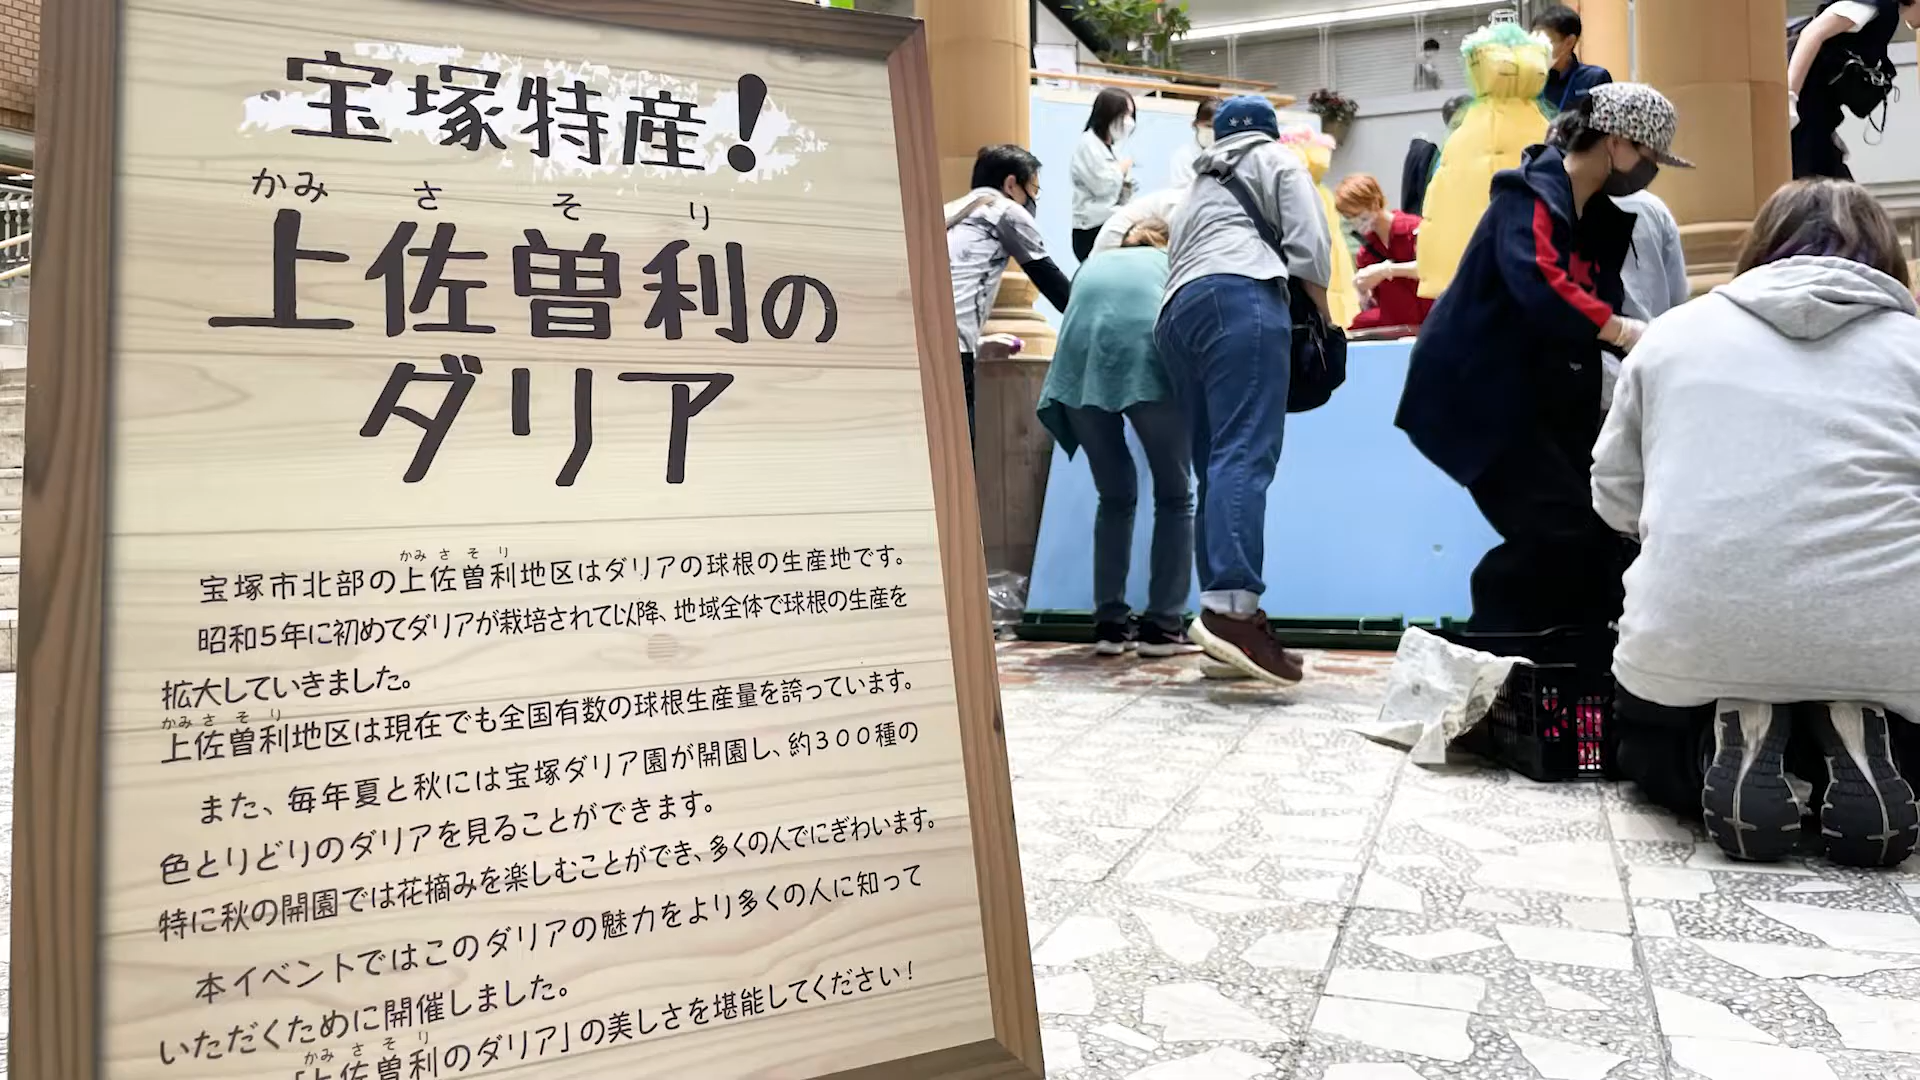 宝塚特産！
かみ さ そ り
上佐曽利の
ダリア
かみ さ そ り
宝塚市北部の上佐曽利地区はダリアの球根の生産地です。
昭和５年に初めてダリアが栽培されて以降、地域全体で球根の生産を
拡大していきました。
かみ さ そ り
上佐曽利地区は現在でも全国有数の球根生産量を誇っています。
また、毎年夏と秋には宝塚ダリア園が開園し、約３００種の
色とりどりのダリアを見ることができます。
特に秋の開園では花摘みを楽しむことができ、多くの人でにぎわいます。
本イベントではこのダリアの魅力をより多くの人に知って
いただくために開催しました。
かみ さ そ り
「上佐曽利のダリア」の美しさを堪能してください！